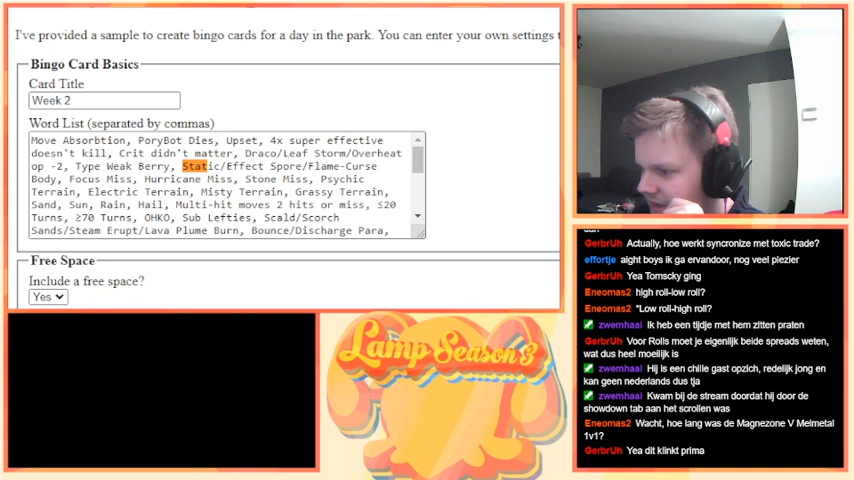 I've provided a sample to create bingo cards for a day in the park. You can enter your own settings t
Bingo Card Basics
Card Title
Week 2
Word List (separated by commas)
Move Absorbtion, PoryBot Dies, Upset, 4x super effective
doesn't kill, Crit didn't matter, Draco/Leaf Storm/Overheat
op -2, Type Weak Berry, Static/Effect Spore/Flame-Curse
Body, Focus Miss, Hurricane Miss, Stone Miss, Psychic
Terrain, Electric Terrain, Misty Terrain, Grassy Terrain,
Sand, Sun, Rain, Hail, Multi-hit moves 2 hits or miss, ≤20
Turns, ≥70 Turns, OHKO, Sub Lefties, Scald/Scorch
Sands/Steam Erupt/Lava Plume Burn, Bounce/Discharge Para,
Free Space
Include a free space?
Yes
Lamp Season 3
GerbrUh Actually, hoe werkt syncronize met toxic trade?
effortje aight boys ik ga ervandoor, nog veel plezier
GerbrUh Yea Tomscky ging
Eneomas2 high roll-low roll?
Eneomas2 *Low roll-high roll?
zwemhaai Ik heb een tijdje met hem zitten praten
GerbrUh Voor Rolls moet je eigenlijk beide spreads weten,
wat dus heel moeilijk is
zwemhaai Hij is een chille gast opzich, redelijk jong en
kan geen nederlands dus tja
zwemhaai Kwam bij de stream doordat hij door de
showdown tab aan het scrollen was
Eneomas2 Wacht, hoe lang was de Magnezone V Melmetal
1v1?
GerbrUh Yea dit klinkt prima